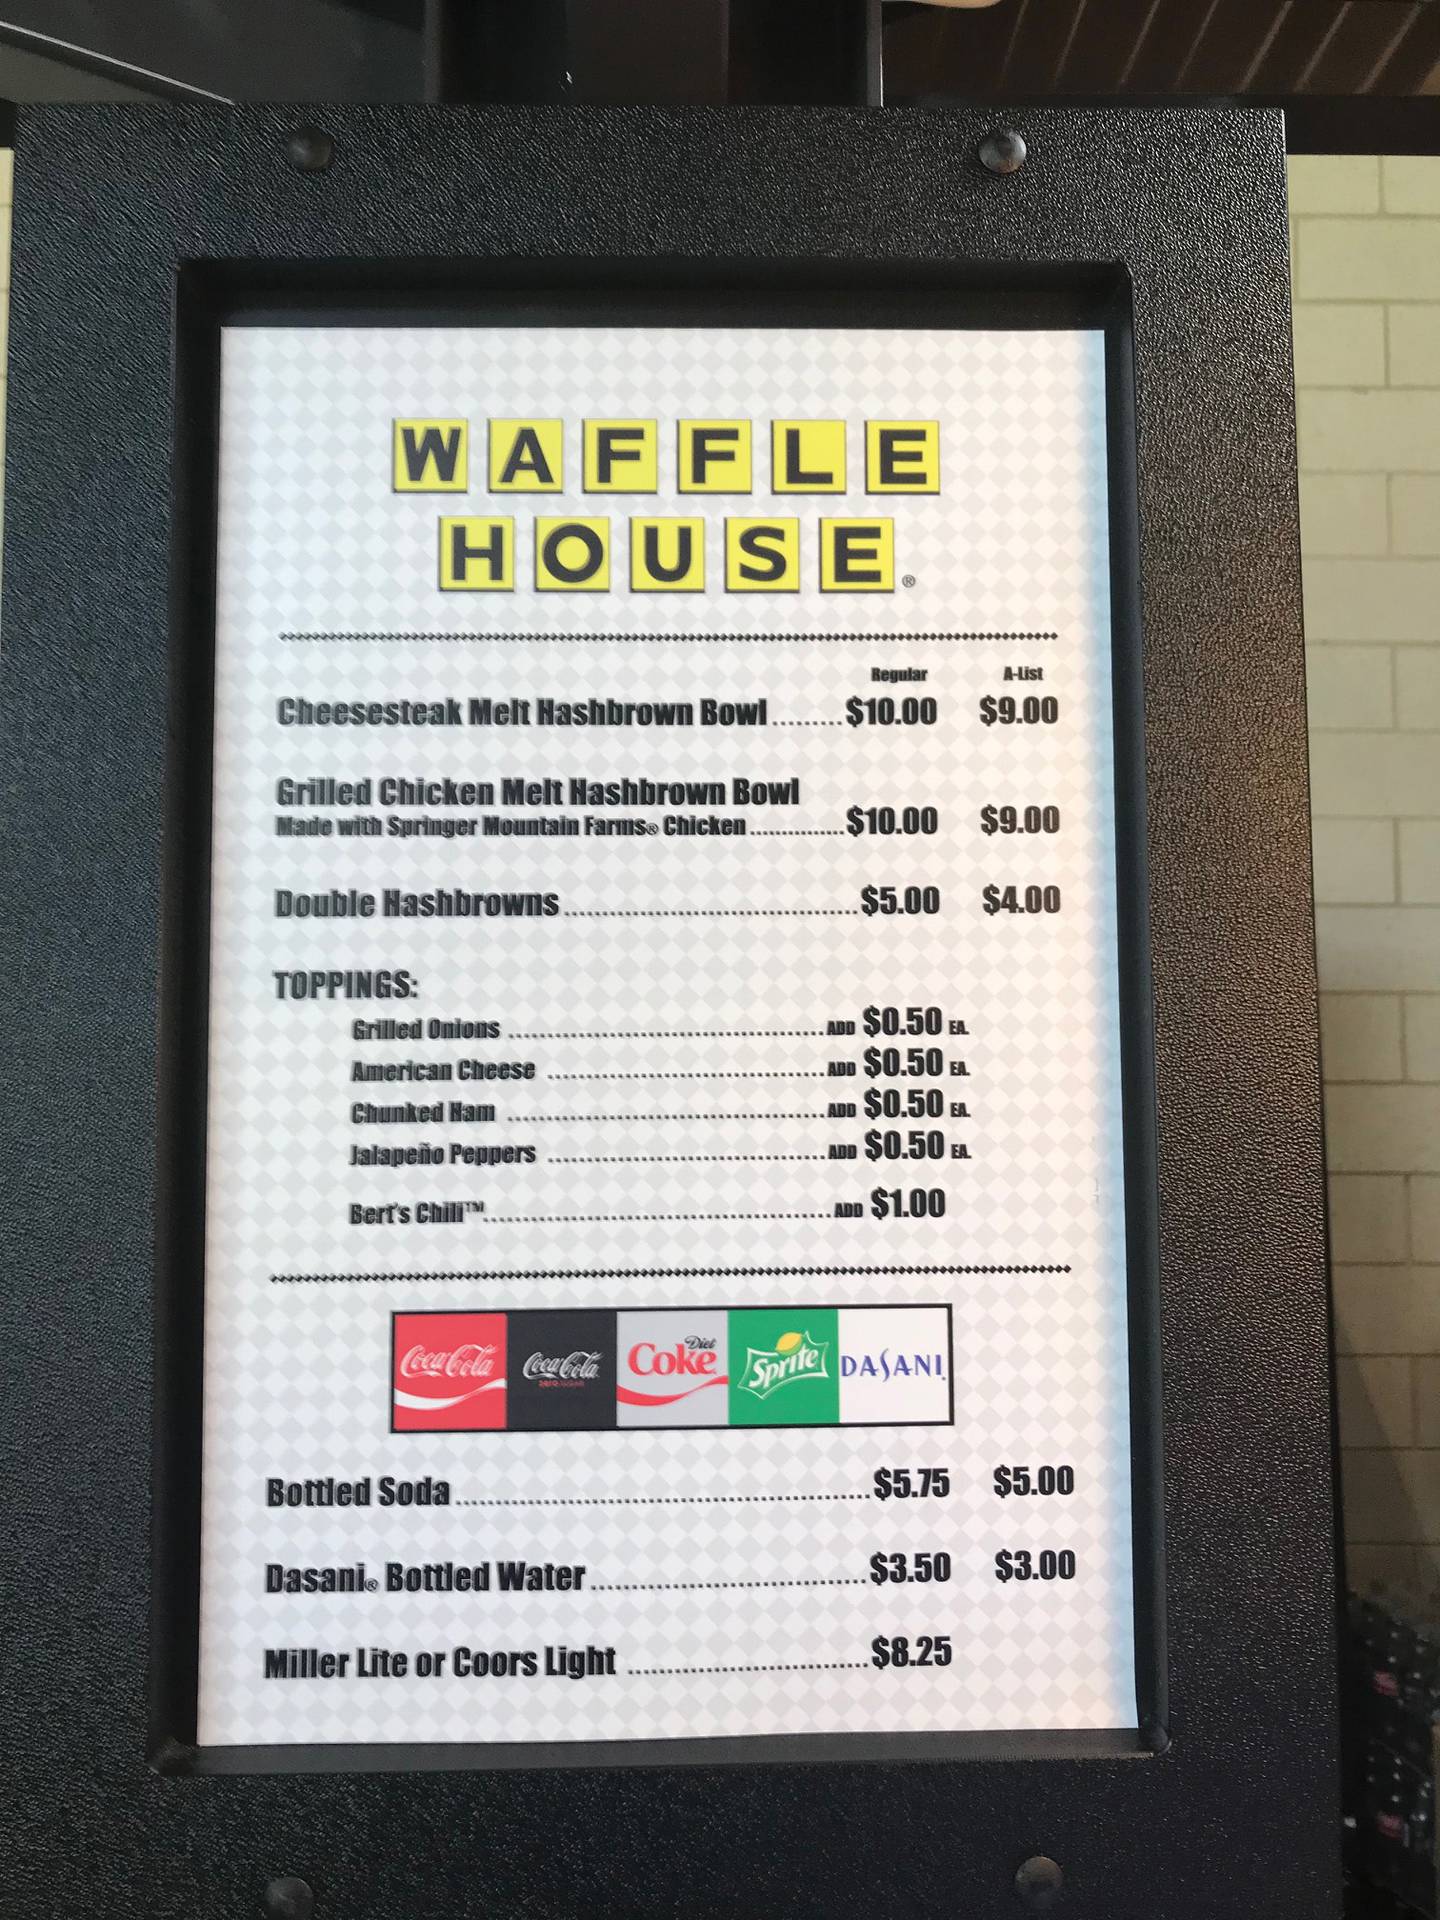 WAFFLE
HOUSE®
Regular A-List
Cheesesteak Melt Hashbrown Bowl.........$10.00 $9.00
Grilled Chicken Melt Hashbrown Bowl
Made with Springer Mountain Farms® Chicken...............$10.00 $9.00
Double Hashbrowns.....................................$5.00 $4.00
TOPPINGS:
Grilled Onions ........................................ADD $0.50 EA.
American Cheese ...................................ADD $0.50 EA.
Chunked Ham ........................................ADD $0.50 EA.
Jalapeño Peppers ...................................ADD $0.50 EA.
Bert's Chili™............................................ADD $1.00
Coca-Cola Coca-Cola zero sugar Diet Coke Sprite DASANI
Bottled Soda....................................................$5.75 $5.00
Dasani® Bottled Water...................................$3.50 $3.00
Miller Lite or Coors Light ..............................$8.25